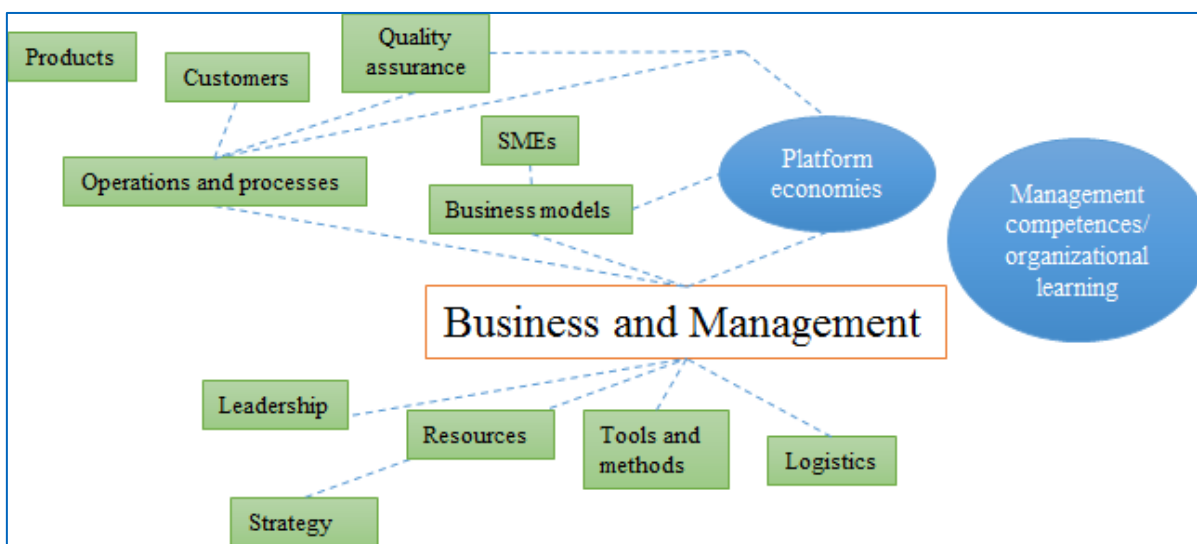 Products
Customers
Quality
assurance
SMEs
Operations and processes
Business models
Platform
economies
Management
competences/
organizational
learning
Business and Management
Leadership
Resources
Tools and
methods
Logistics
Strategy